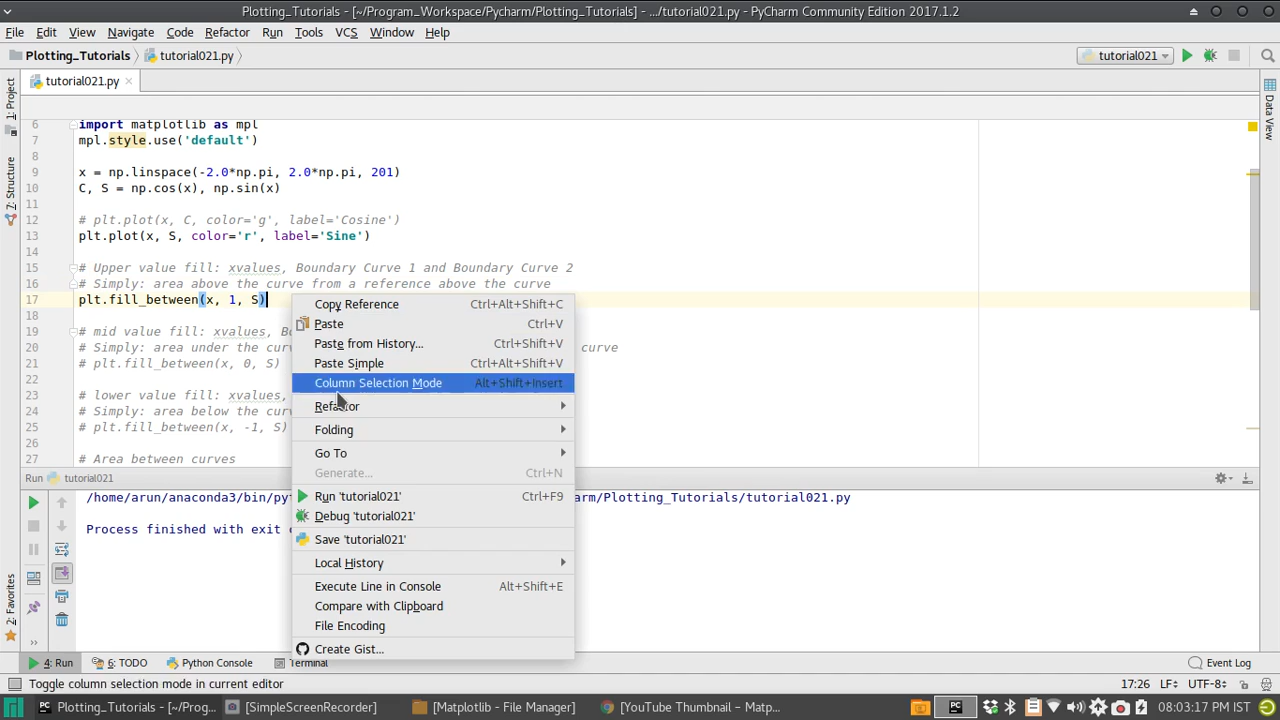 Plotting_Tutorials - [~/Program_Workspace/Pycharm/Plotting_Tutorials] - .../tutorial021.py - PyCharm Community Edition 2017.1.2
File Edit View Navigate Code Refactor Run Tools VCS Window Help
Plotting_Tutorials tutorial021.py tutorial021
tutorial021.py
1: Project
7: Structure
2: Favorites
Data View
6 import matplotlib as mpl
7 mpl.style.use('default')
8
9 x = np.linspace(-2.0*np.pi, 2.0*np.pi, 201)
10 C, S = np.cos(x), np.sin(x)
11
12 # plt.plot(x, C, color='g', label='Cosine')
13 plt.plot(x, S, color='r', label='Sine')
14
15 # Upper value fill: xvalues, Boundary Curve 1 and Boundary Curve 2
16 # Simply: area above the curve from a reference above the curve
17 plt.fill_between(x, 1, S)
18
19 # mid value fill: xvalues,
20 # Simply: area under the curve
21 # plt.fill_between(x, 0, S)
22
23 # lower value fill: xvalues,
24 # Simply: area below the
25 # plt.fill_between(x, -1, S)
26
27 # Area between curves
Copy Reference Ctrl+Alt+Shift+C
Paste Ctrl+V
Paste from History... Ctrl+Shift+V
Paste Simple Ctrl+Alt+Shift+V
Column Selection Mode Alt+Shift+Insert
Refactor
Folding
Go To
Generate... Ctrl+N
Run 'tutorial021' Ctrl+F9
Debug 'tutorial021'
Save 'tutorial021'
Local History
Execute Line in Console Alt+Shift+E
Compare with Clipboard
File Encoding
Create Gist...
Run tutorial021
/home/arun/anaconda3/bin/py arm/Plotting_Tutorials/tutorial021.py
Process finished with exit
4: Run 6: TODO Python Console Terminal Event Log
Toggle column selection mode in current editor 17:26 LF÷ UTF-8÷
Plotting_Tutorials - [~/Prog... [SimpleScreenRecorder] [Matplotlib - File Manager] [YouTube Thumbnail - Mat... 08:03:17 PM IST